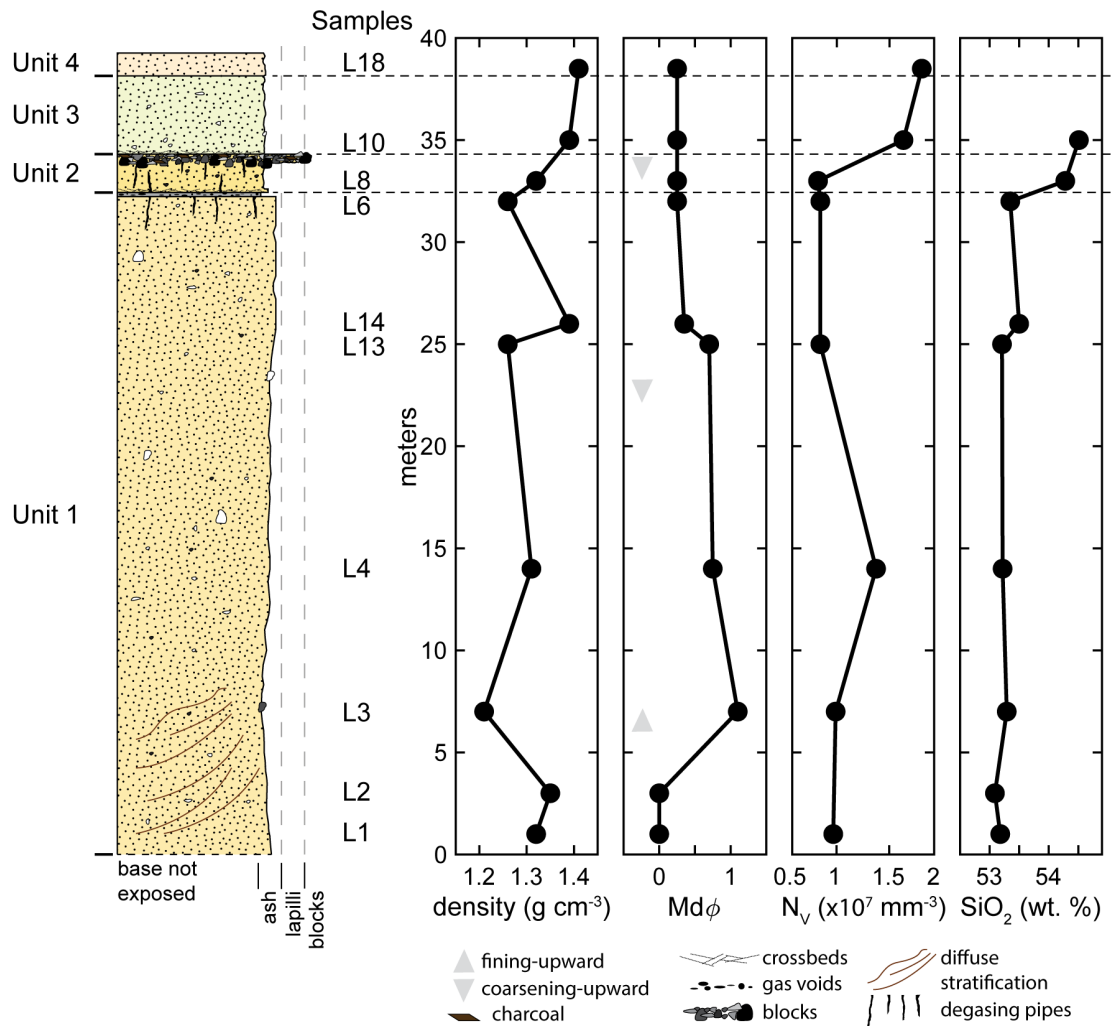 Samples
Unit 4
Unit 3
Unit 2
Unit 1
L18
L10
L8
L6
L14
L13
L4
L3
L2
L1
base not
exposed
ash
lapilli
blocks
meters
40
35
30
25
20
15
10
5
0
1.2 1.3 1.4
density (g cm-3)
0 1
Mdϕ
0.5 1 1.5 2
NV (x10⁷ mm-3)
53 54
SiO2 (wt. %)
fining-upward
coarsening-upward
charcoal
crossbeds
gas voids
blocks
diffuse
stratification
degasing pipes